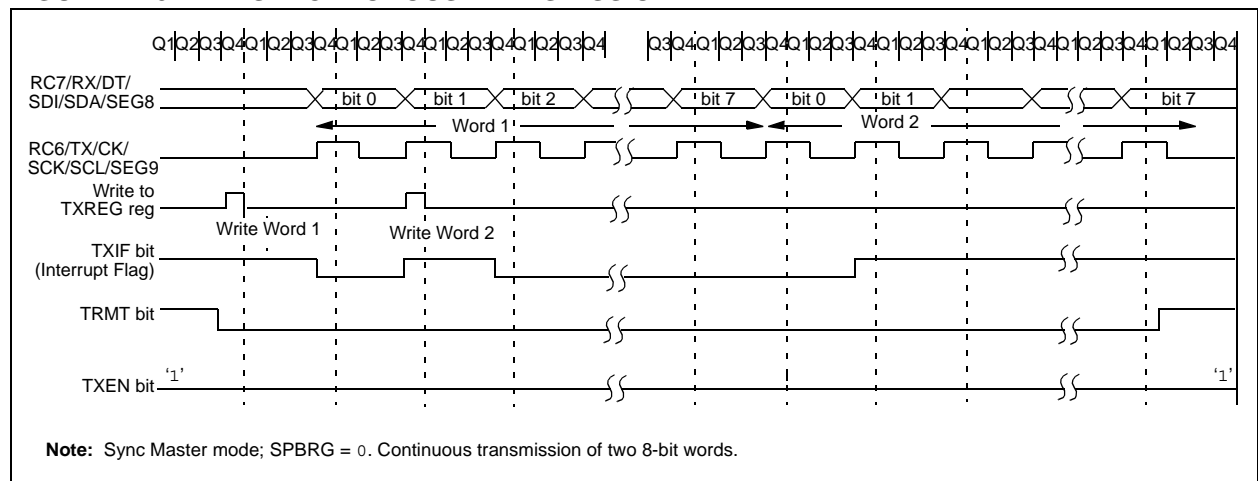 Q1Q2Q3Q4Q1Q2Q3Q4Q1Q2Q3Q4Q1Q2Q3Q4Q1Q2Q3Q4 Q3Q4Q1Q2Q3Q4Q1Q2Q3Q4Q1Q2Q3Q4Q1Q2Q3Q4Q1Q2Q3Q4Q1Q2Q3Q4
RC7/RX/DT/
SDI/SDA/SEG8
bit 0 bit 1 bit 2 bit 7 bit 0 bit 1 bit 7
Word 1 Word 2
RC6/TX/CK/
SCK/SCL/SEG9
Write to
TXREG reg
Write Word 1 Write Word 2
TXIF bit
(Interrupt Flag)
TRMT bit
TXEN bit '1' '1'
Note: Sync Master mode; SPBRG = 0. Continuous transmission of two 8-bit words.